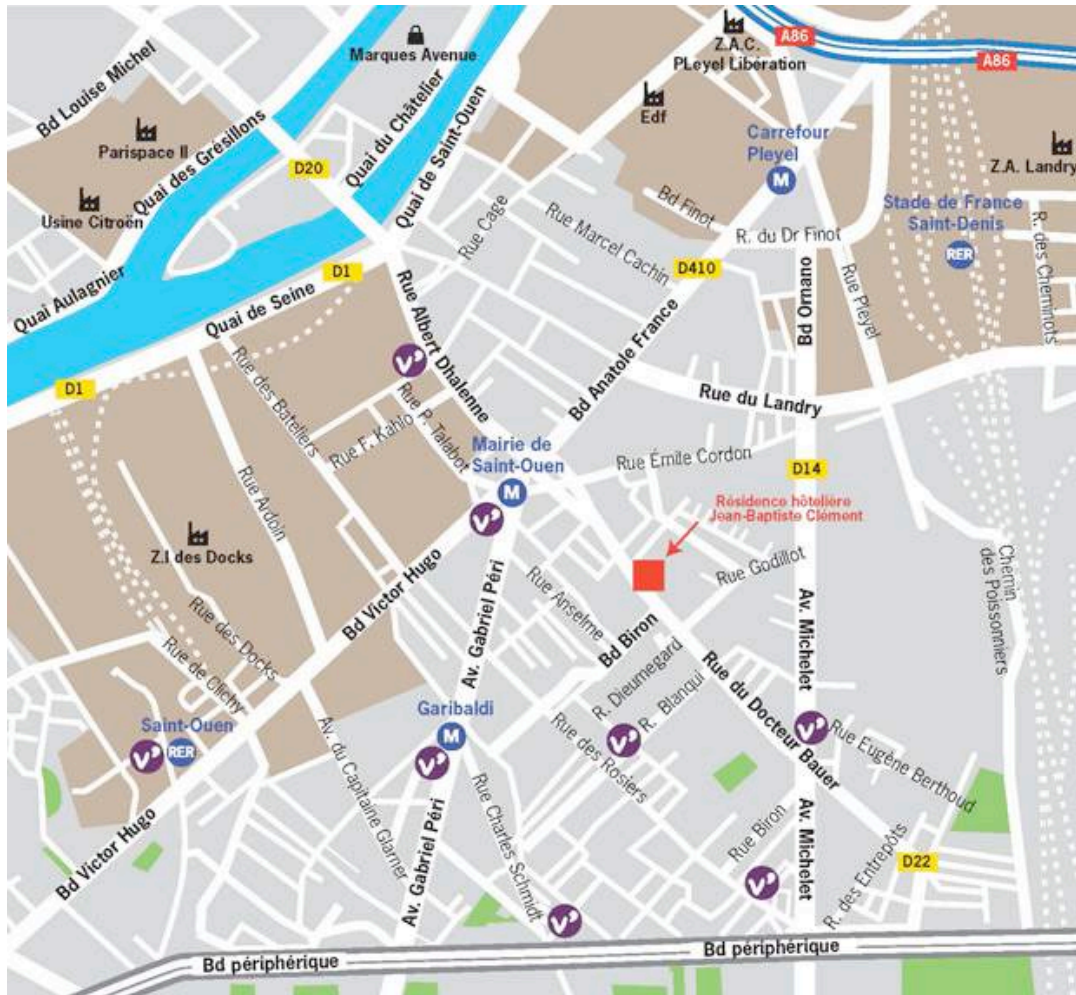 Marques Avenue
Z.A.C.
PLeyel Libération
A86
A86
Bd Louise Michel
Parispace II
Quai des Grésillons
Quai du Châtelier
Quai de Saint-Ouen
Edf
Carrefour
Pleyel
M
Z.A. Landry
D20
Usine Citroën
Rue Cage
Bd Finot
Stade de France
Saint-Denis
RER
R. des Cheminots
Quai Aulagnier
D1
Rue Marcel Cachin
R. du Dr Finot
D410
Quai de Seine
Rue Albert Dhalenne
Bd Ornano
Rue Pleyel
V'
D1
Rue des Bateliers
Rue F. Kahlo
Rue P. Talabot
Bd Anatole France
Rue du Landry
Mairie de
Saint-Ouen
M
Rue Émile Cordon
D14
Rue Ardoin
V'
Résidence hôtelière
Jean-Baptiste Clément
Z.I des Docks
Bd Victor Hugo
Av. Gabriel Péri
Rue Anselme
Rue Godillot
Chemin
des Poissonniers
Rue des Docks
Rue de Clichy
Bd Biron
Av. Michelet
R. Dieumegard
R. Blanqui
Rue du Docteur Bauer
Saint-Ouen
RER
V'
Garibaldi
M
V'
V'
V'
Rue des Rosiers
Rue Eugène Berthoud
Av. du Capitaine Glarner
Bd Victor Hugo
Av. Gabriel Péri
Rue Charles Schmidt
Rue Biron
Av. Michelet
R. des Entrepôts
D22
V'
V'
Bd périphérique
Bd périphérique